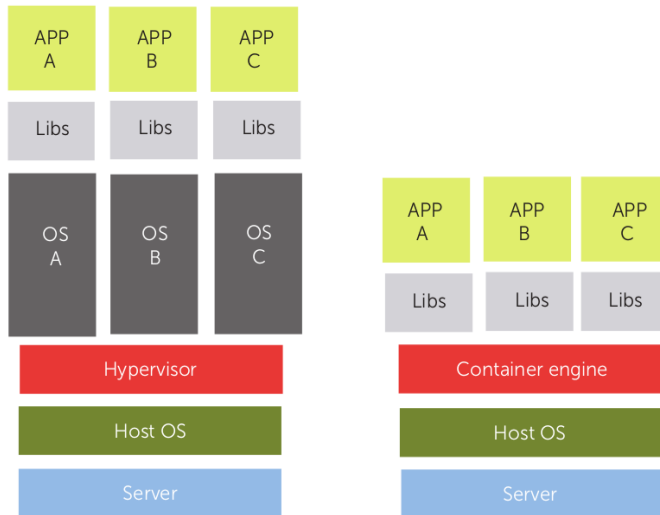 APP
A
APP
B
APP
C
Libs
Libs
Libs
OS
A
OS
B
OS
C
Hypervisor
Host OS
Server
APP
A
APP
B
APP
C
Libs
Libs
Libs
Container engine
Host OS
Server